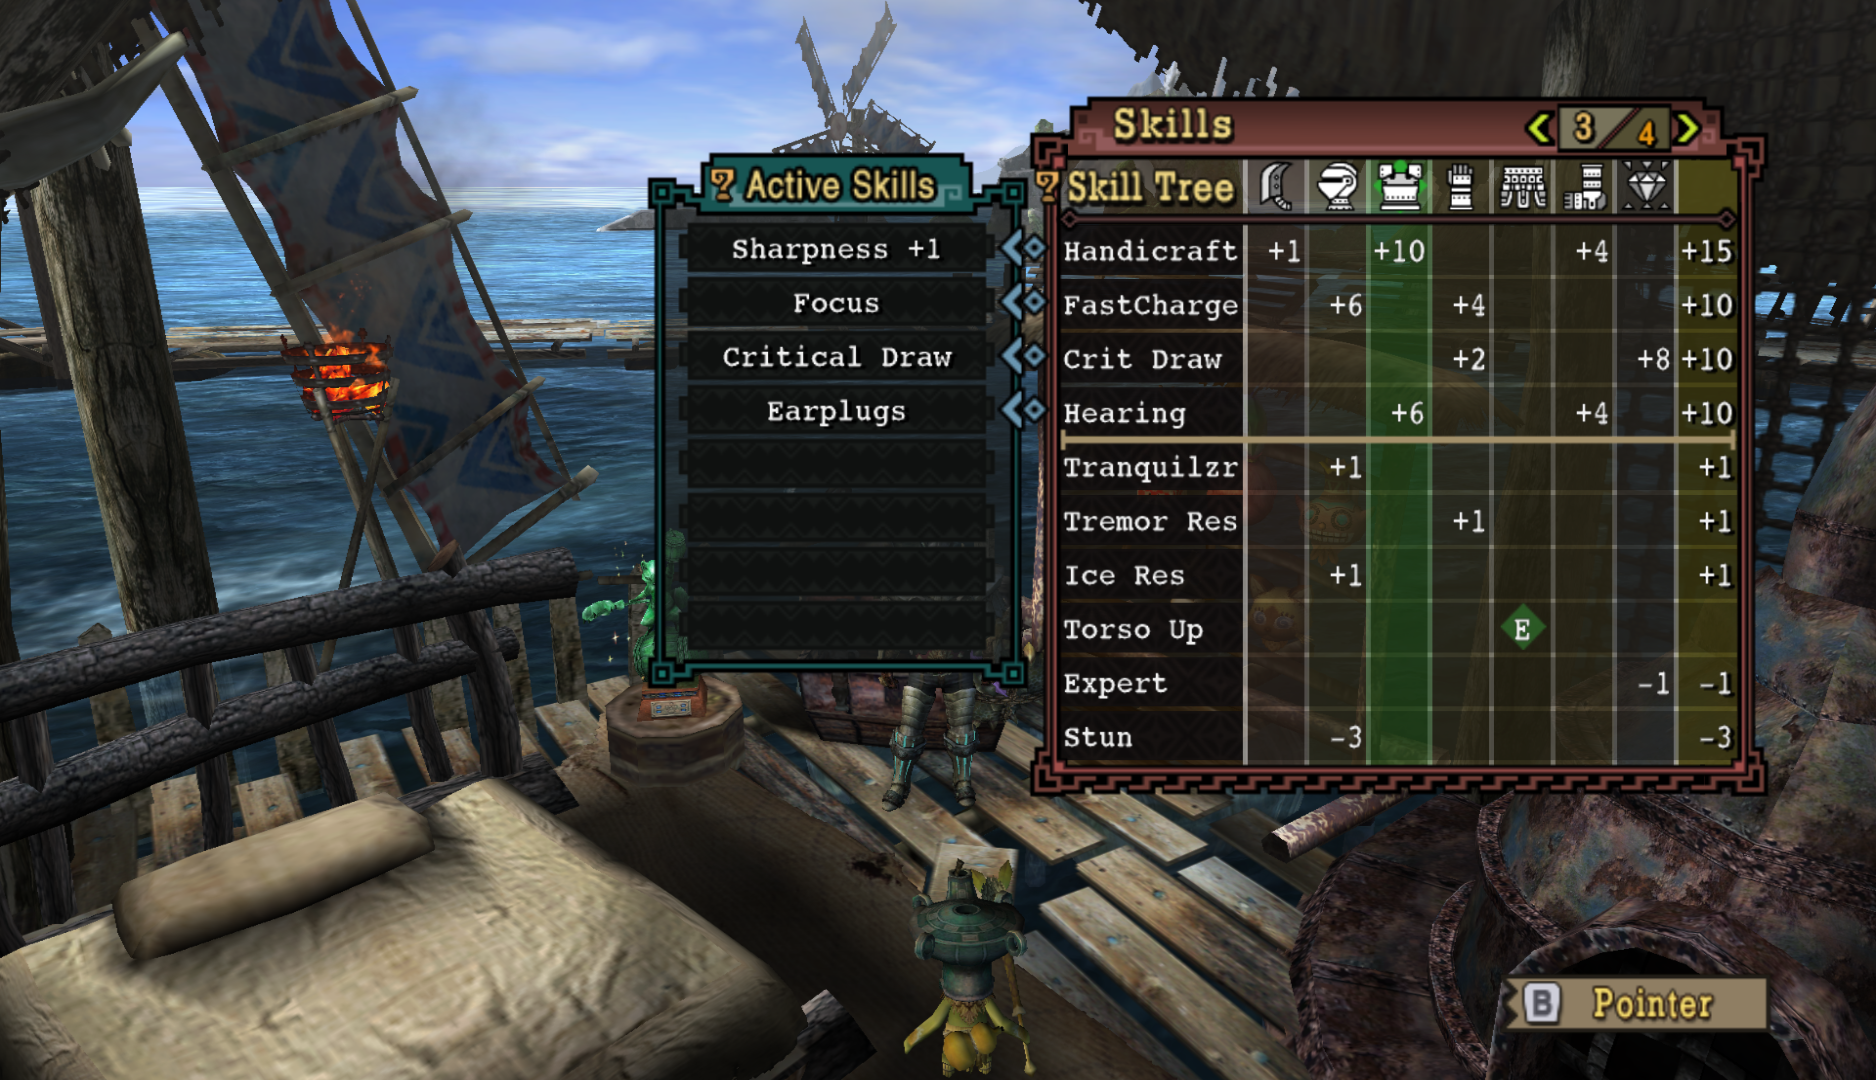 Skills 3/4
? Active Skills
Sharpness +1
Focus
Critical Draw
Earplugs
? Skill Tree
Handicraft +1 +10 +4 +15
FastCharge +6 +4 +10
Crit Draw +2 +8 +10
Hearing +6 +4 +10
Tranquilzr +1 +1
Tremor Res +1 +1
Ice Res +1 +1
Torso Up E
Expert -1 -1
Stun -3 -3
B Pointer